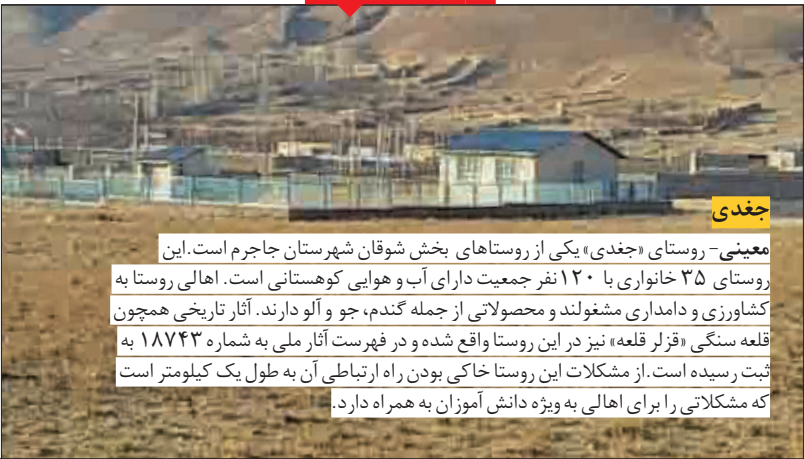 جغدی
معینی- روستای «جغدی» یکی از روستاهای بخش شوقان شهرستان جاجرم است.این
روستای ۳۵ خانواری با ۱۲۰ نفر جمعیت دارای آب و هوایی کوهستانی است. اهالی روستا به
کشاورزی و دامداری مشغولند و محصولاتی از جمله گندم، جو و آلو دارند. آثار تاریخی همچون
قلعه سنگی «قزلر قلعه» نیز در این روستا واقع شده و در فهرست آثار ملی به شماره ۱۸۷۴۳ به
ثبت رسیده است.از مشکلات این روستا خاکی بودن راه ارتباطی آن به طول یک کیلومتر است
که مشکلاتی را برای اهالی به ویژه دانش آموزان به همراه دارد.